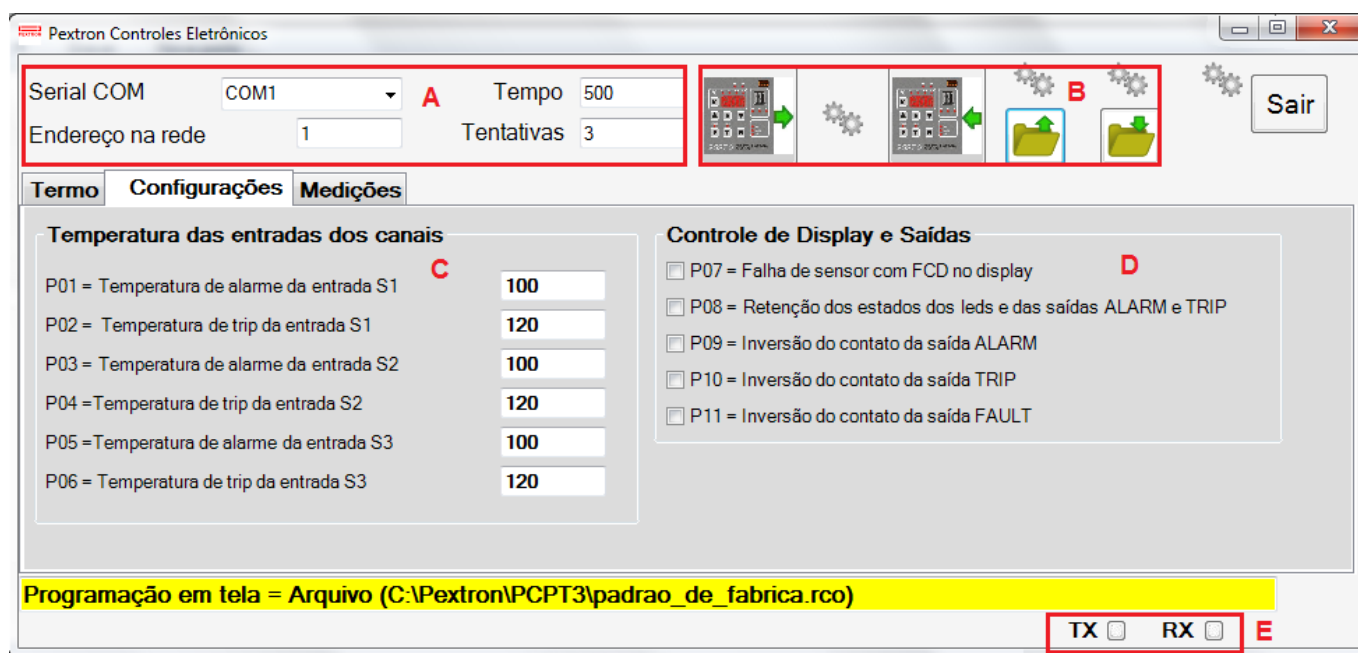 Pextron Controles Eletrônicos
Serial COM COM1 A Tempo 500 B Sair
Endereço na rede 1 Tentativas 3
Termo Configurações Medições
Temperatura das entradas dos canais Controle de Display e Saídas
C P07 = Falha de sensor com FCD no display D
P01 = Temperatura de alarme da entrada S1 100
P08 = Retenção dos estados dos leds e das saídas ALARM e TRIP
P02 = Temperatura de trip da entrada S1 120
P09 = Inversão do contato da saída ALARM
P03 = Temperatura de alarme da entrada S2 100
P10 = Inversão do contato da saída TRIP
P04 =Temperatura de trip da entrada S2 120
P11 = Inversão do contato da saída FAULT
P05 =Temperatura de alarme da entrada S3 100
P06 = Temperatura de trip da entrada S3 120
Programação em tela = Arquivo (C:\Pextron\PCPT3\padrao_de_fabrica.rco)
TX RX E